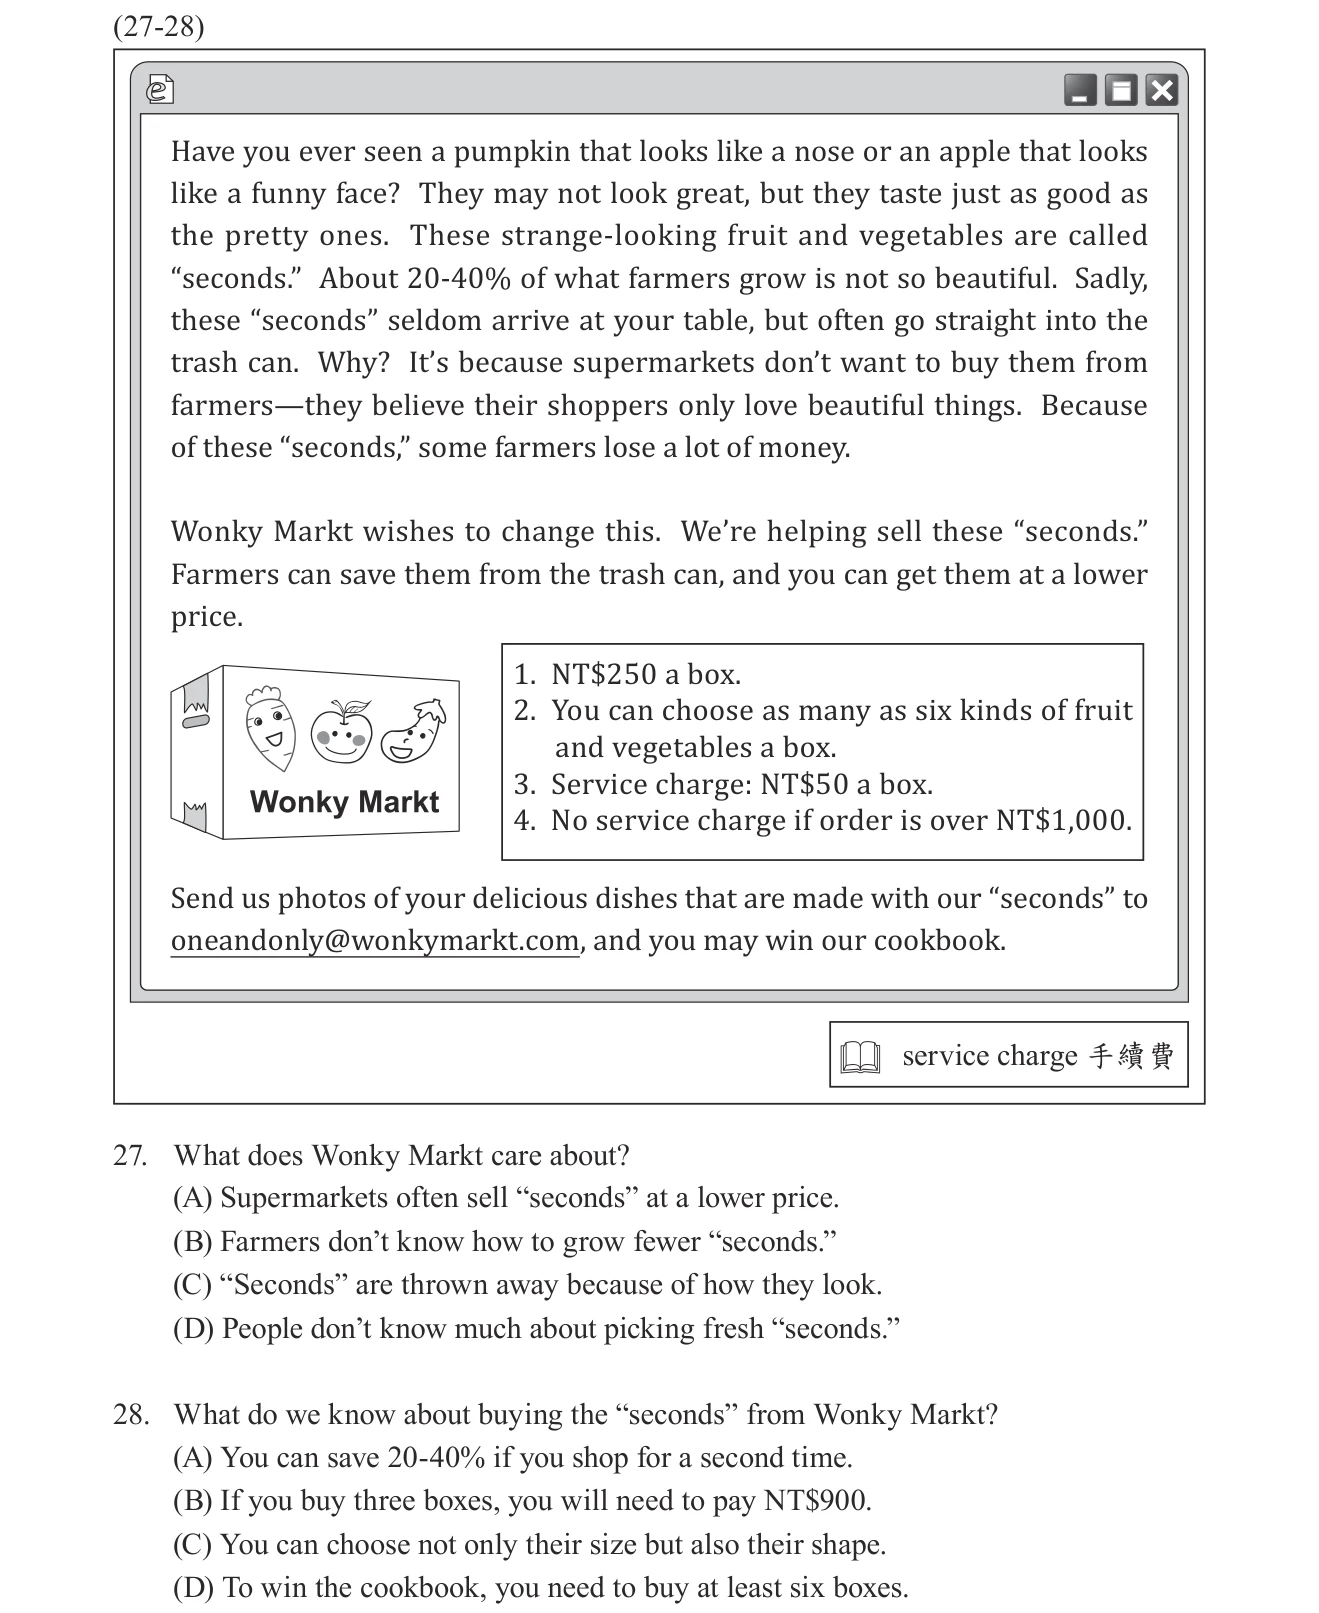 (27-28)
Have you ever seen a pumpkin that looks like a nose or an apple that looks
like a funny face? They may not look great, but they taste just as good as
the pretty ones. These strange-looking fruit and vegetables are called
“seconds.” About 20-40% of what farmers grow is not so beautiful. Sadly,
these “seconds” seldom arrive at your table, but often go straight into the
trash can. Why? It’s because supermarkets don’t want to buy them from
farmers—they believe their shoppers only love beautiful things. Because
of these “seconds,” some farmers lose a lot of money.
Wonky Markt wishes to change this. We’re helping sell these “seconds.”
Farmers can save them from the trash can, and you can get them at a lower
price.
Wonky Markt
1. NT$250 a box.
2. You can choose as many as six kinds of fruit
and vegetables a box.
3. Service charge: NT$50 a box.
4. No service charge if order is over NT$1,000.
Send us photos of your delicious dishes that are made with our “seconds” to
oneandonly@wonkymarkt.com, and you may win our cookbook.
service charge 手續費
27. What does Wonky Markt care about?
(A) Supermarkets often sell “seconds” at a lower price.
(B) Farmers don’t know how to grow fewer “seconds.”
(C) “Seconds” are thrown away because of how they look.
(D) People don’t know much about picking fresh “seconds.”
28. What do we know about buying the “seconds” from Wonky Markt?
(A) You can save 20-40% if you shop for a second time.
(B) If you buy three boxes, you will need to pay NT$900.
(C) You can choose not only their size but also their shape.
(D) To win the cookbook, you need to buy at least six boxes.